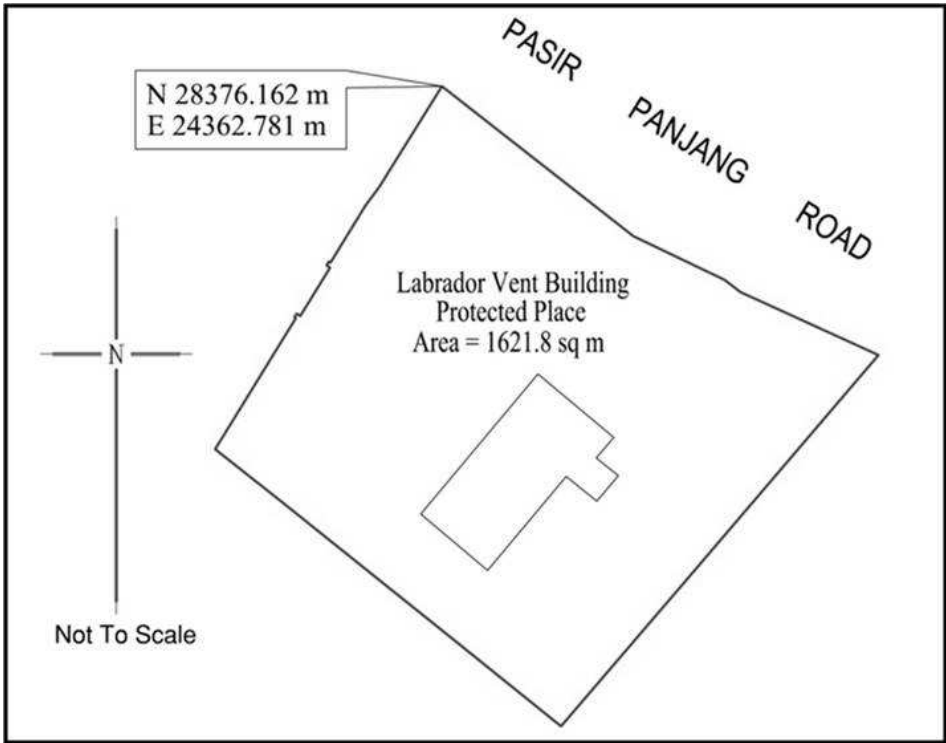 PASIR PANJANG ROAD
N 28376.162 m
E 24362.781 m
Labrador Vent Building
Protected Place
Area = 1621.8 sq m
N
Not To Scale